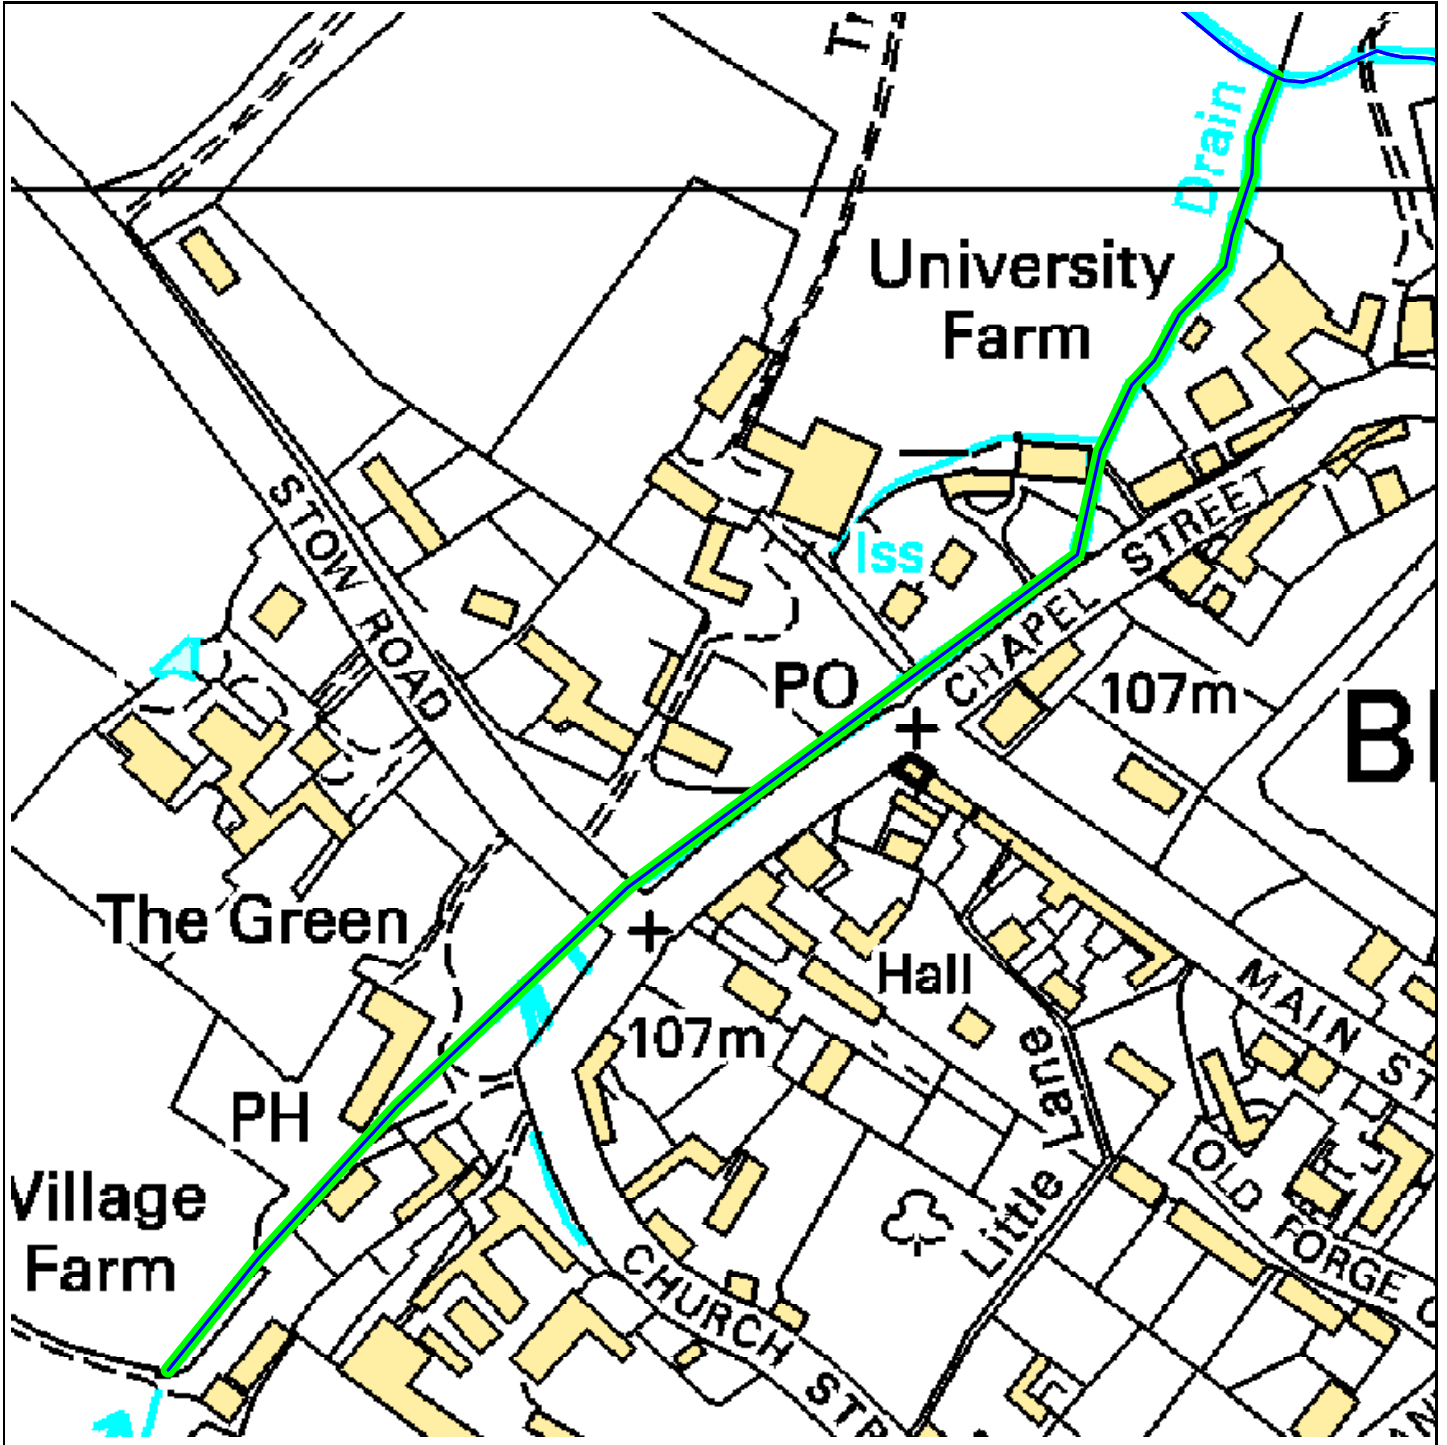 Tr
Drain
University
Farm
STOW ROAD
Iss
CHAPEL STREET
PO
107m
The Green
Hall
MAIN ST
107m
Little Lane
PH
OLD FORGE C
Village
Farm
CHURCH STR